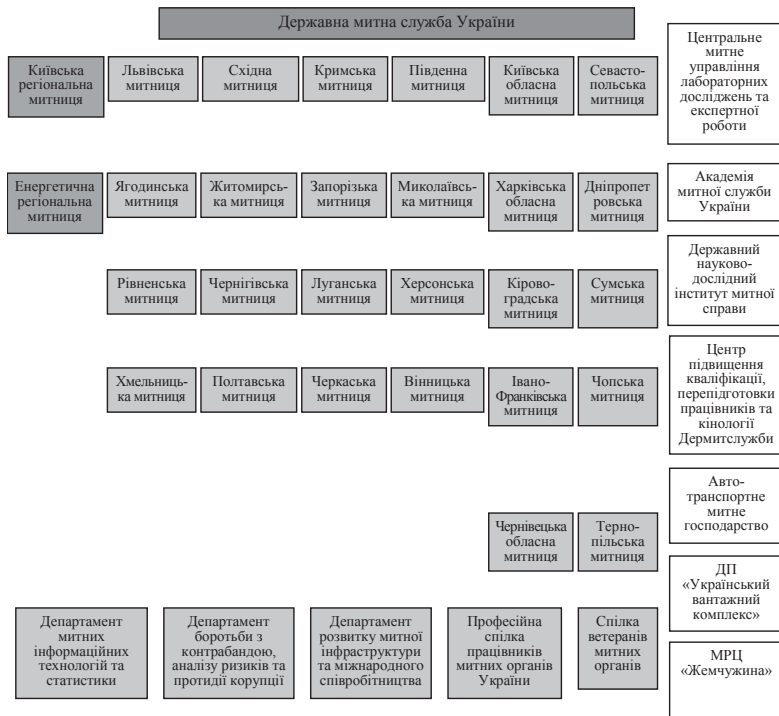 Державна митна служба України
Київська
регіональна
митниця
Львівська
митниця
Східна
митниця
Кримська
митниця
Південна
митниця
Київська
обласна
митниця
Севасто-
польська
митниця
Центральне
митне
управління
лабораторних
досліджень та
експертної
роботи
Енергетична
регіональна
митниця
Ягодинська
митниця
Житомирсь-
ка митниця
Запорізька
митниця
Миколаївсь-
ка митниця
Харківська
обласна
митниця
Дніпропет
ровська
митниця
Академія
митної служби
України
Рівненська
митниця
Чернігівська
митниця
Луганська
митниця
Херсонська
митниця
Кірово-
градська
митниця
Сумська
митниця
Державний
науково-
дослідний
інститут митної
справи
Хмельниць-
ка митниця
Полтавська
митниця
Черкаська
митниця
Вінницька
митниця
Івано-
Франківська
митниця
Чопська
митниця
Центр
підвищення
кваліфікації,
перепідготовки
працівників та
кінології
Дермитслужби
Чернівецька
обласна
митниця
Терно-
пільська
митниця
Авто-
транспортне
митне
господарство
ДП
«Український
вантажний
комплекс»
Департамент
митних
інформаційних
технологій та
статистики
Департамент
боротьби з
контрабандою,
аналізу ризиків та
протидії корупції
Департамент
розвитку митної
інфраструктури
та міжнародного
співробітництва
Професійна
спілка
працівників
митних органів
України
Спілка
ветеранів
митних
органів
МРЦ
«Жемчужина»